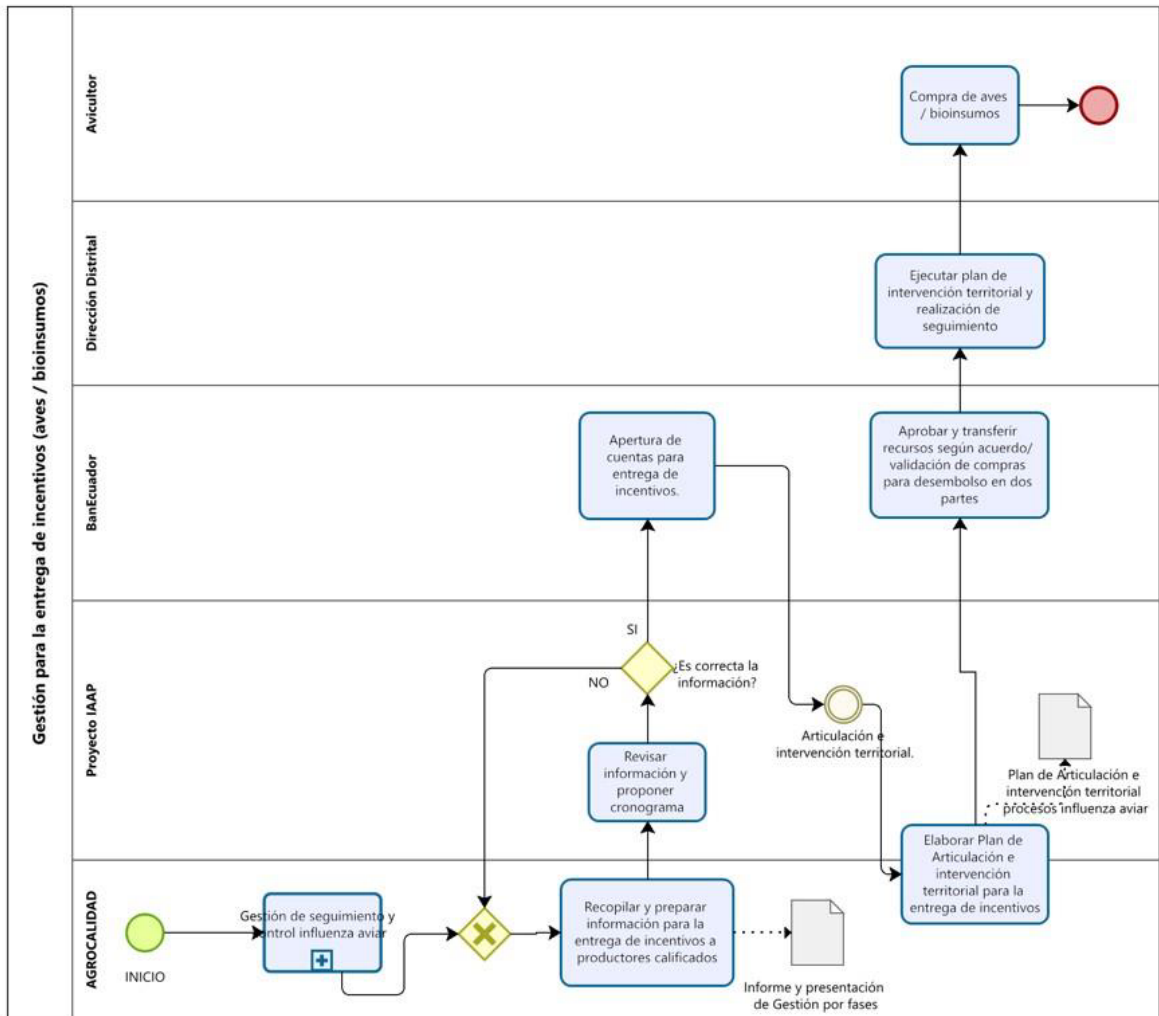 Gestión para la entrega de incentivos (aves / bioinsumos)
Avicultor
Compra de aves
/ bioinsumos
Dirección Distrital
Ejecutar plan de
intervención territorial y
realización de
seguimiento
BanEcuador
Apertura de
cuentas para
entrega de
incentivos.
Aprobar y transferir
recursos según acuerdo/
validación de compras
para desembolso en dos
partes
Proyecto IAAP
SI
NO
¿Es correcta la
información?
Revisar
información y
proponer
cronograma
Articulación e
intervención territorial.
Plan de Articulación e
intervención territorial
procesos influenza aviar
Elaborar Plan de
Articulación e
intervención
territorial para la
entrega de incentivos
AGROCALIDAD
INICIO
Gestión de seguimiento y
control influenza aviar
Recopilar y preparar
información para la
entrega de incentivos a
productores calificados
Informe y presentación
de Gestión por fases